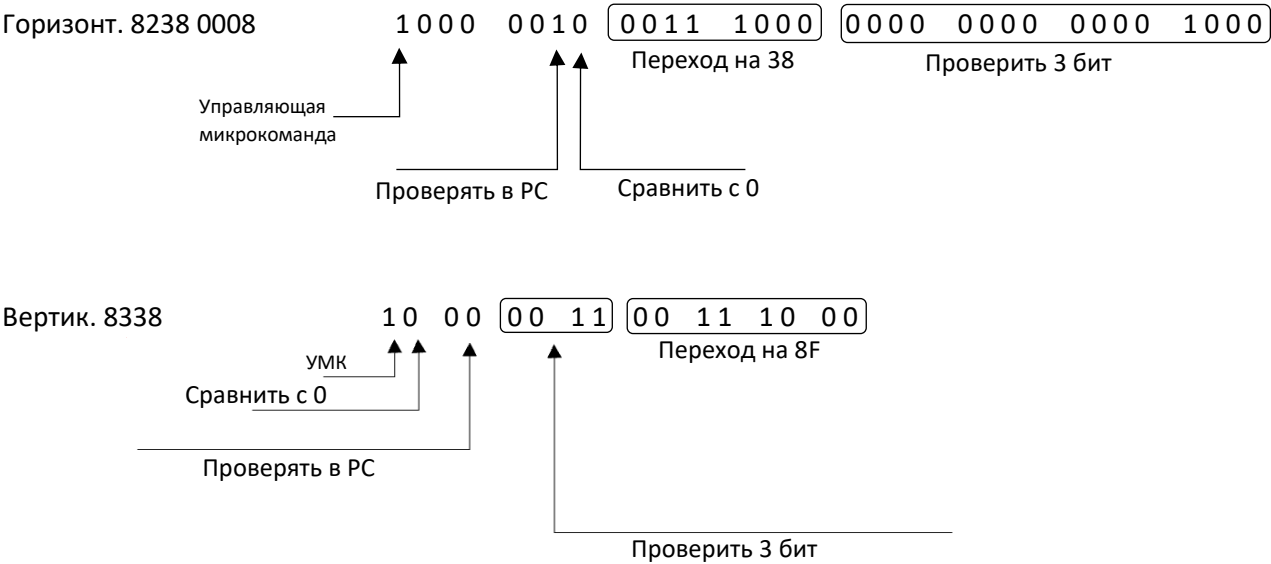 Горизонт. 8238 0008 1000 0010 0011 1000 0000 0000 0000 1000
Переход на 38
Проверить 3 бит
Управляющая
микрокоманда
Проверять в РС
Сравнить с 0
Вертик. 8338 10 00 00 11 00 11 10 00
Переход на 8F
УМК
Сравнить с 0
Проверять в РС
Проверить 3 бит